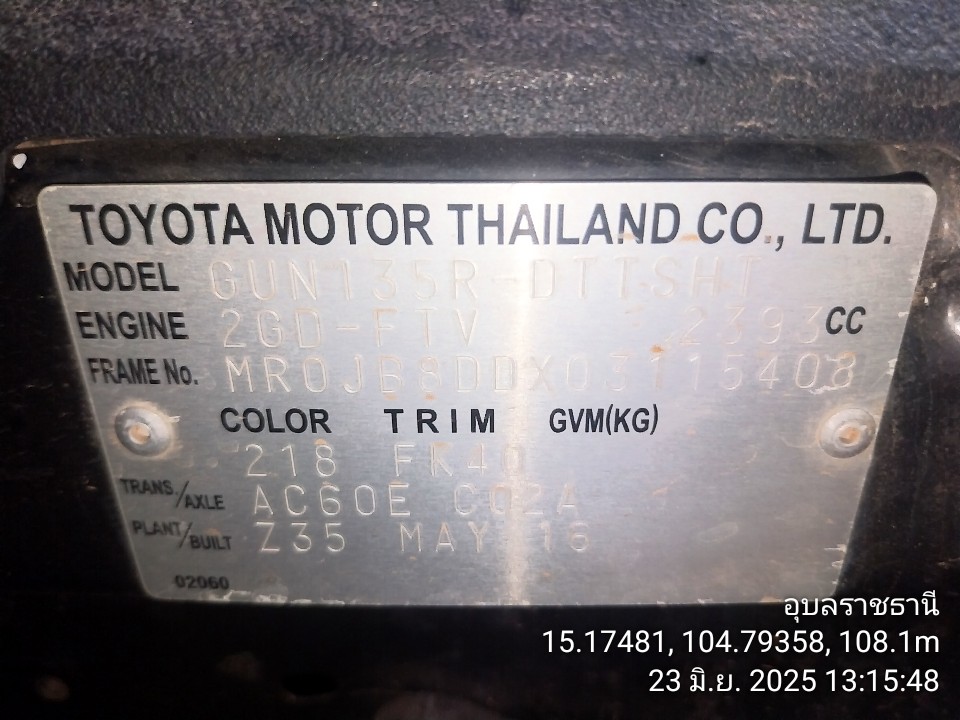 TOYOTA MOTOR THAILAND CO., LTD.
MODEL GUN135R-DTTSHT
ENGINE 2GD-FTV 2393 CC
FRAME No. MR0JB8DDX03115408
COLOR TRIM GVM(KG)
218 FK40
TRANS./AXLE AC60E C02A
PLANT/BUILT Z35 MAY 16
02060
อุบลราชธานี
15.17481, 104.79358, 108.1m
23 มิ.ย. 2025 13:15:48